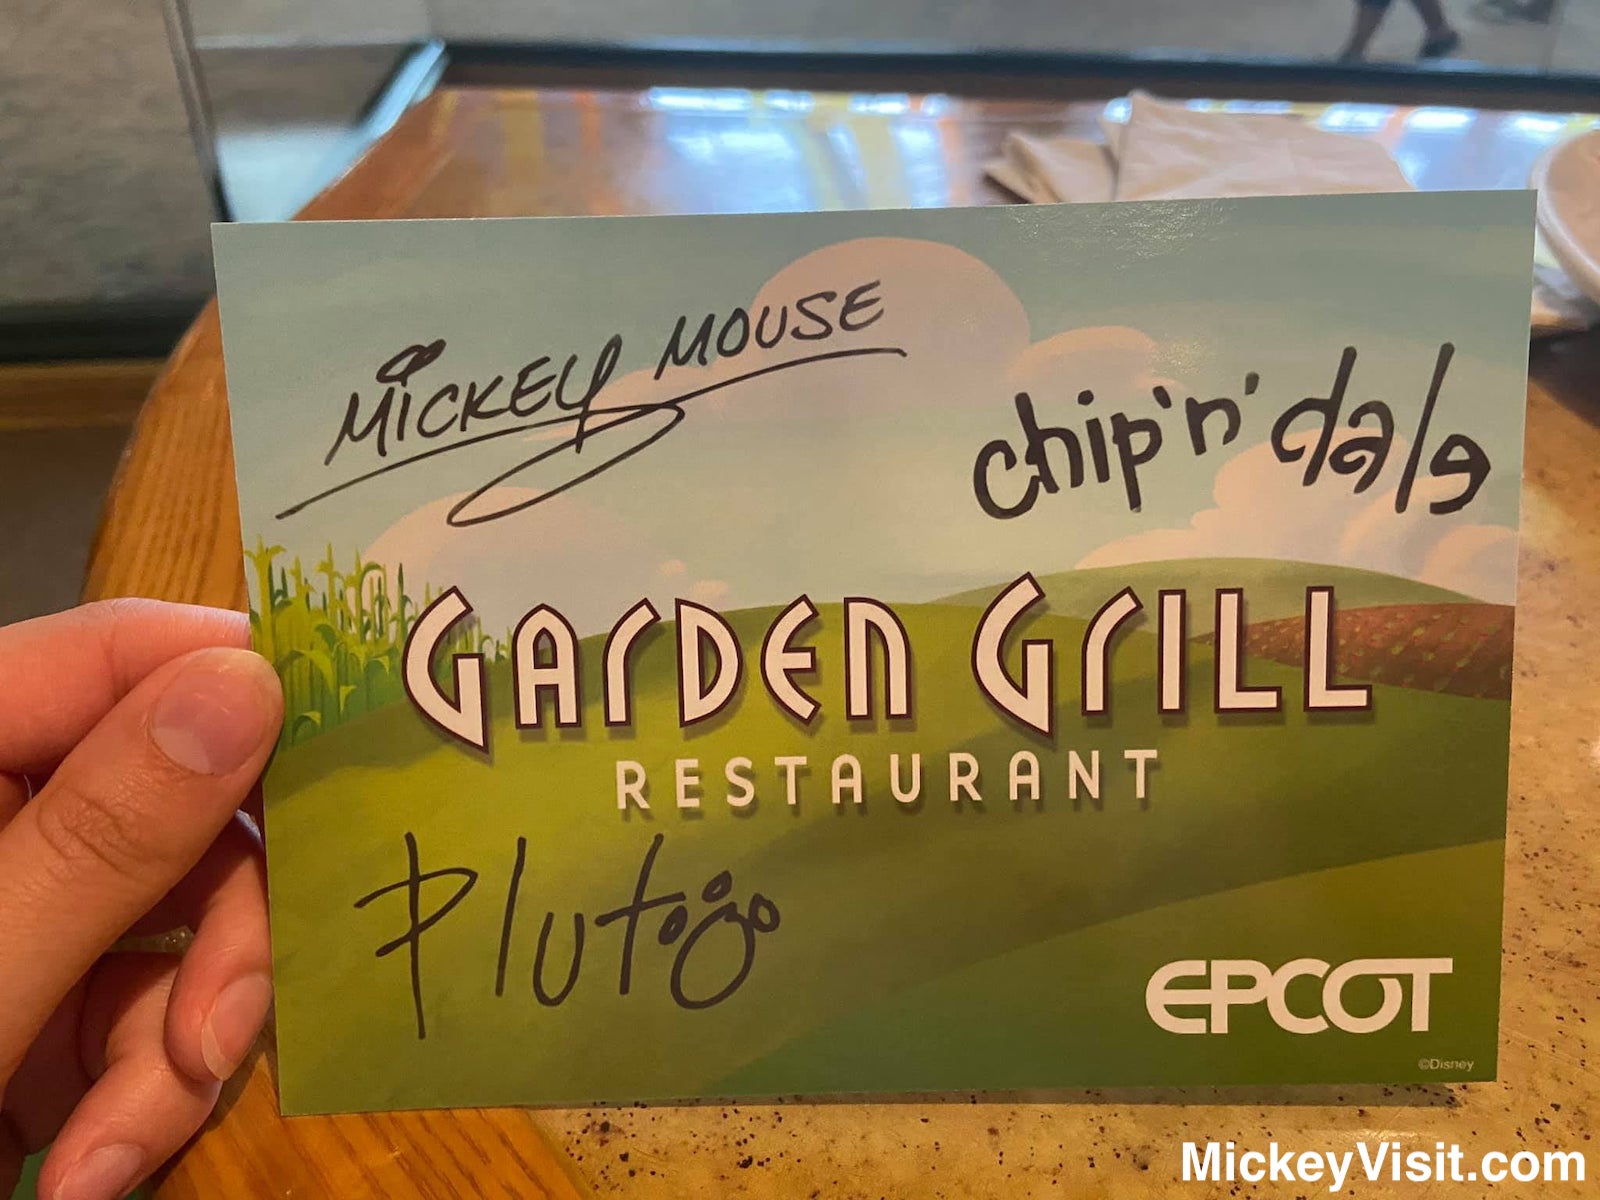 MICKEY MOUSE
chip 'n' dale
GARDEN GRILL
RESTAURANT
Pluto
EPCOT
©Disney
MickeyVisit.com